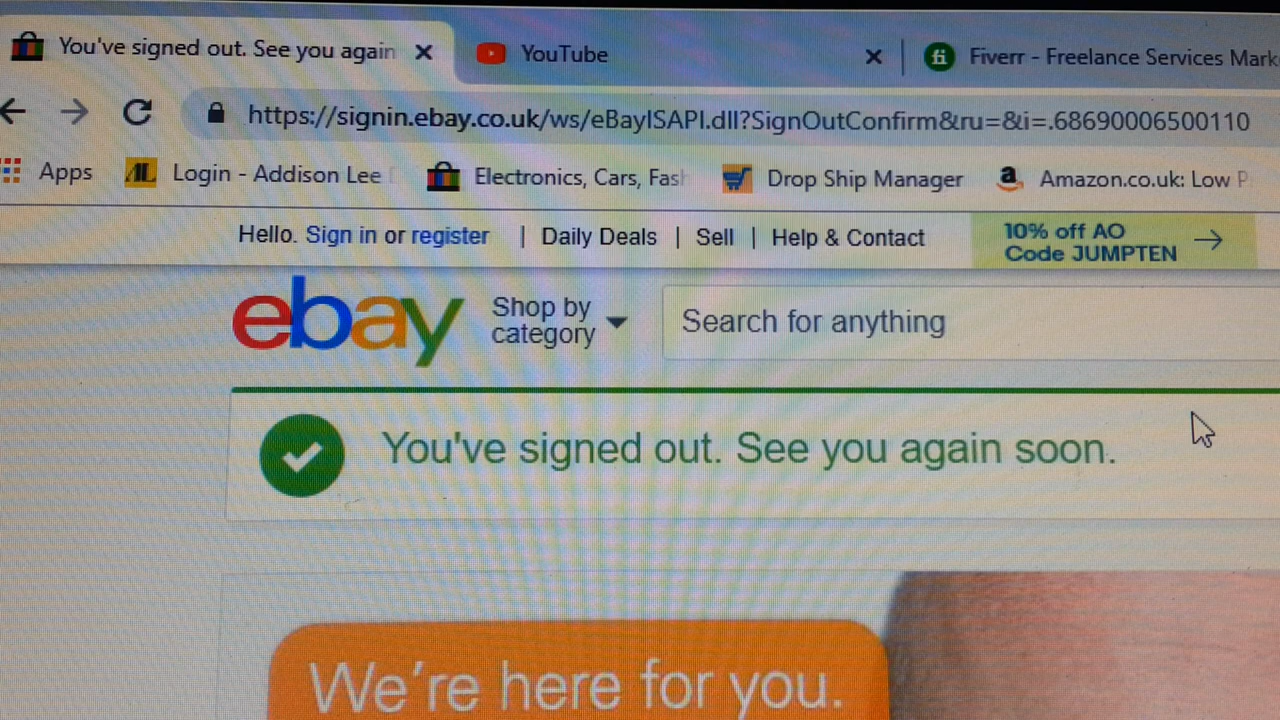 You've signed out. See you again
YouTube
Fiverr - Freelance Services Mark
https://signin.ebay.co.uk/ws/eBayISAPI.dll?SignOutConfirm&ru=&i=.68690006500110
Apps
AL Login - Addison Lee
Electronics, Cars, Fash
Drop Ship Manager
a Amazon.co.uk: Low P
Hello. Sign in or register | Daily Deals | Sell | Help & Contact
10% off AO
Code JUMPTEN
ebay
Shop by
category
Search for anything
You've signed out. See you again soon.
We're here for you.